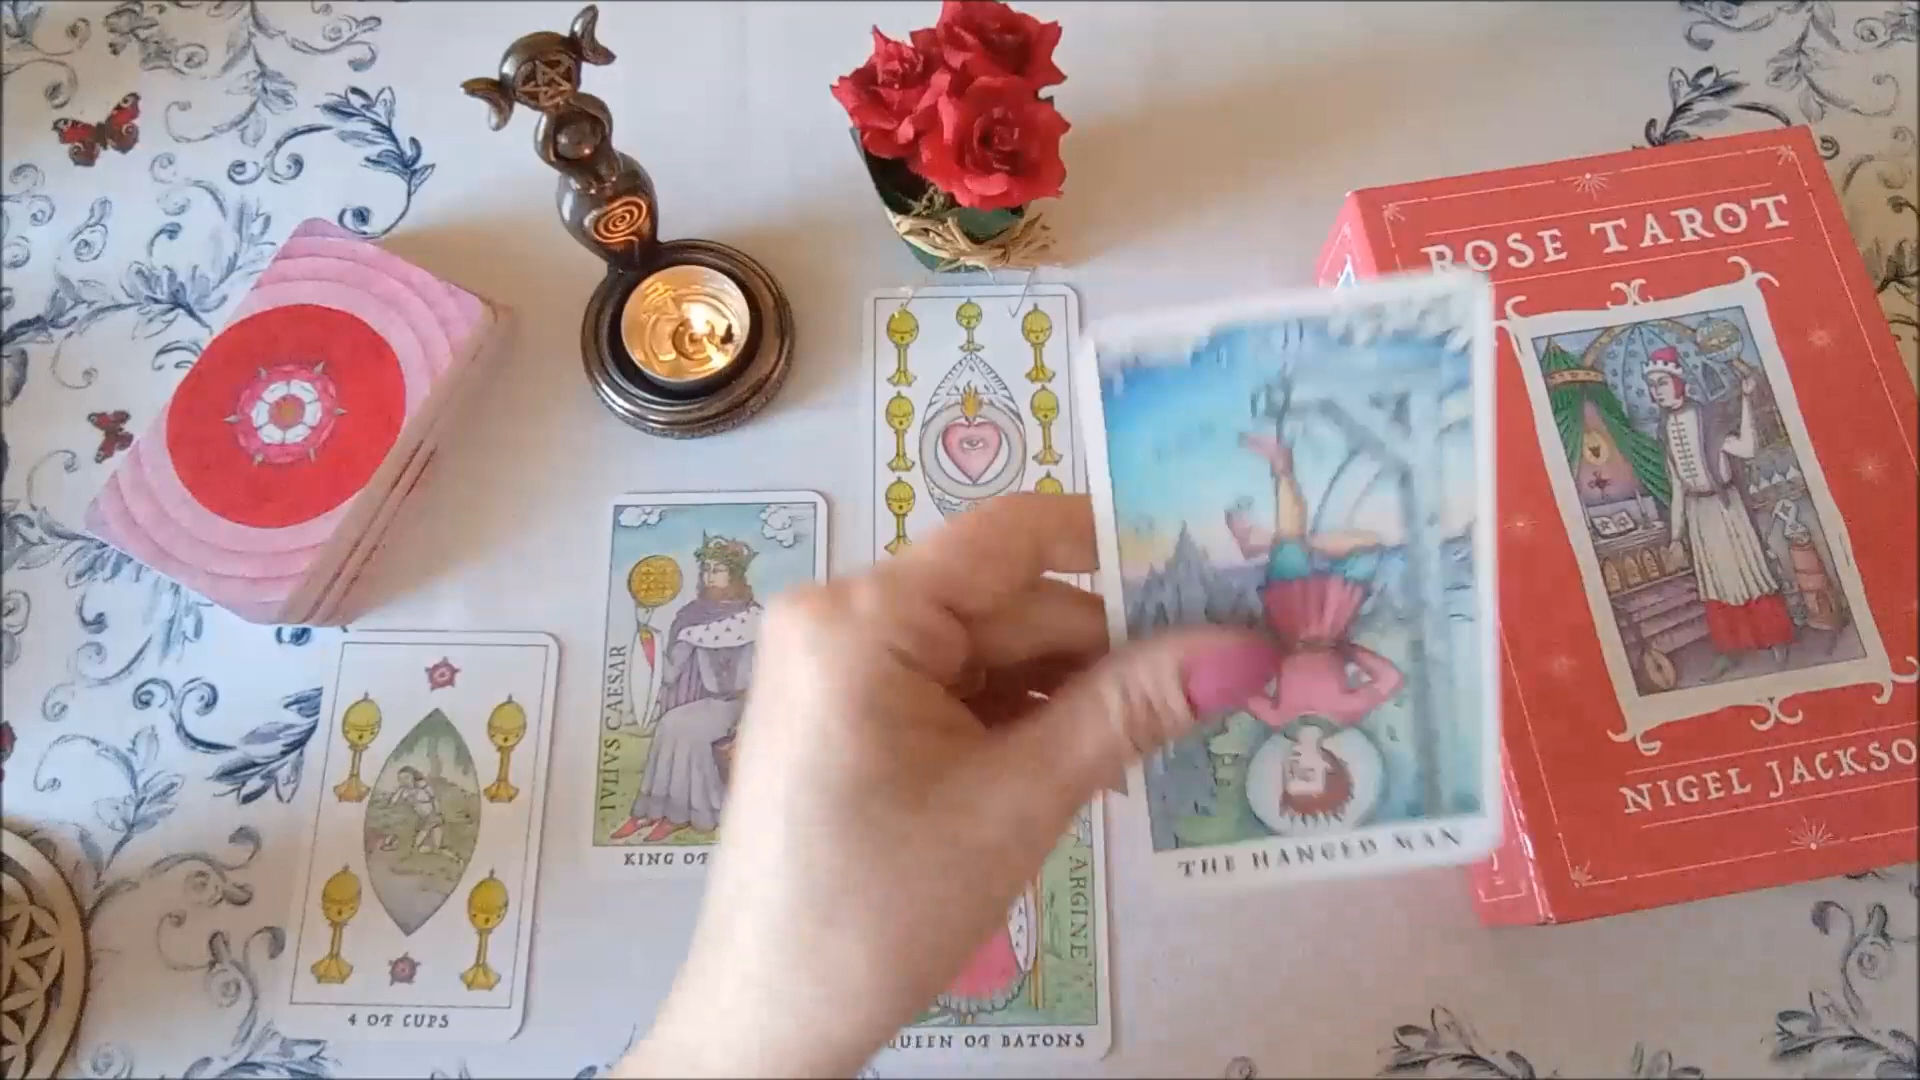 ROSE TAROT
NIGEL JACKSO
IVLIVS CAESAR
KING OF
ARGINE
QUEEN OF BATONS
THE HANGED MAN
4 OF CUPS